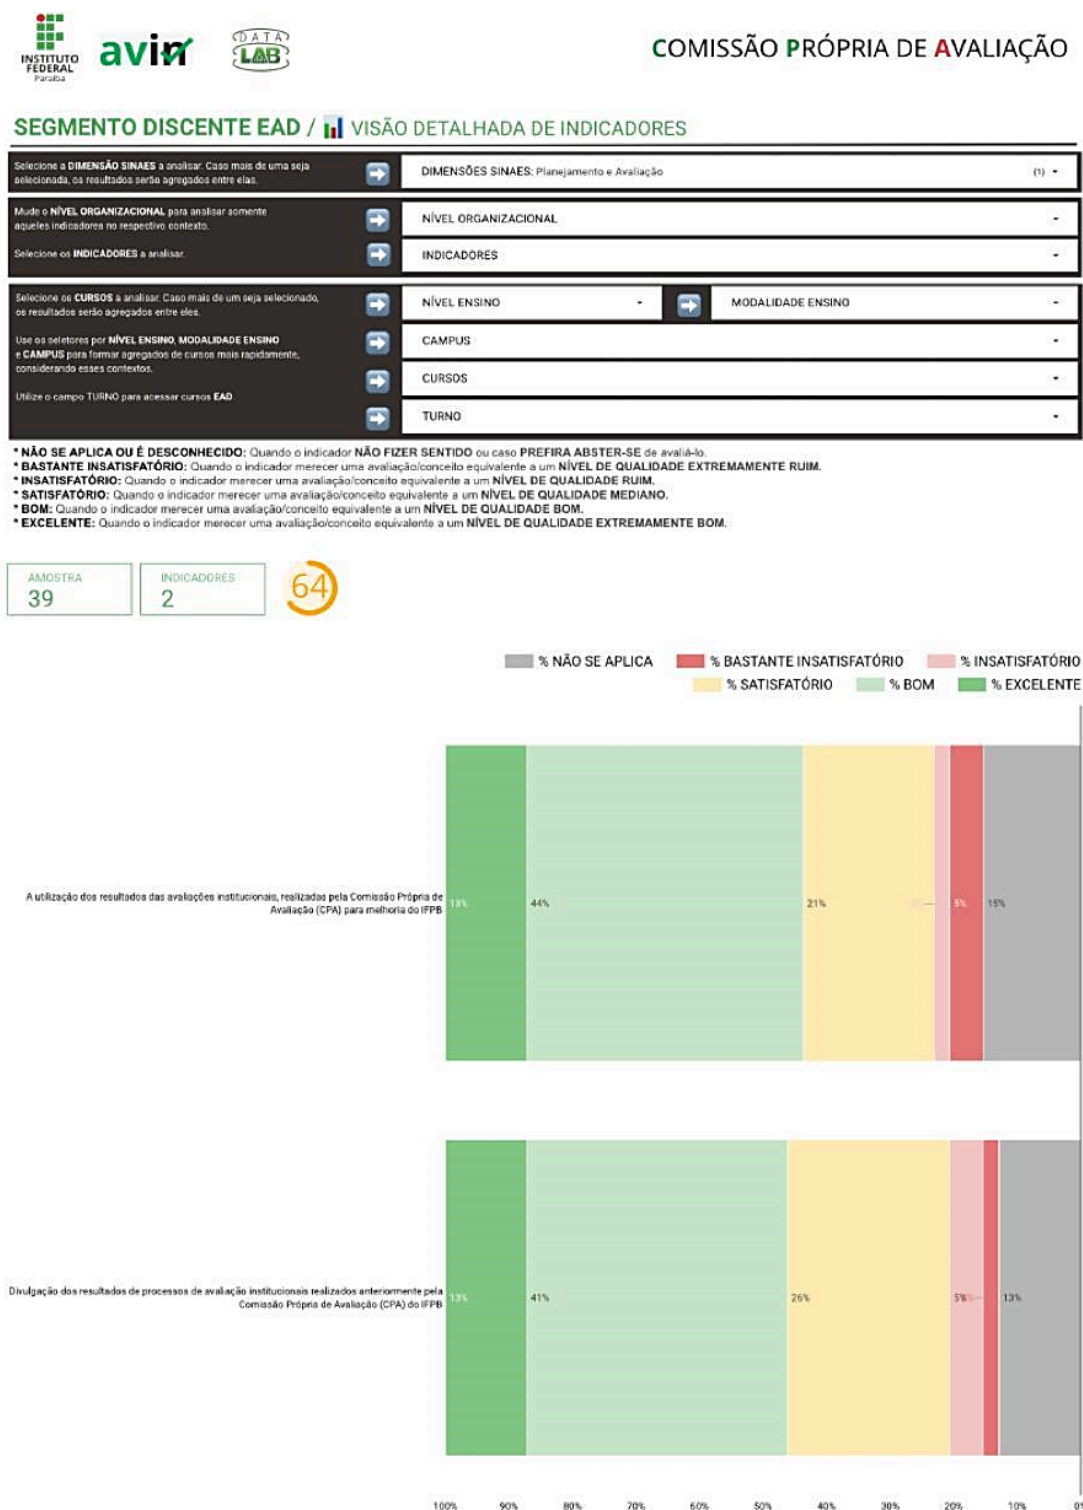 INSTITUTO
FEDERAL
Paraíba
avin
DATA
LAB
COMISSÃO PRÓPRIA DE AVALIAÇÃO
SEGMENTO DISCENTE EAD / VISÃO DETALHADA DE INDICADORES
Selecione a DIMENSÃO SINAES a analisar. Caso mais de uma seja
selecionada, os resultados serão agregados entre elas.
DIMENSÕES SINAES: Planejamento e Avaliação (1)
Mude o NÍVEL ORGANIZACIONAL para analisar somente
aqueles indicadores no respectivo contexto.
NÍVEL ORGANIZACIONAL
Selecione os INDICADORES a analisar.
INDICADORES
Selecione os CURSOS a analisar. Caso mais de um seja selecionado,
os resultados serão agregados entre eles.
NÍVEL ENSINO
MODALIDADE ENSINO
Use os seletores por NÍVEL ENSINO, MODALIDADE ENSINO
e CAMPUS para formar agregados de cursos mais rapidamente,
considerando esses contextos.
CAMPUS
CURSOS
Utilize o campo TURNO para acessar cursos EAD.
TURNO
* NÃO SE APLICA OU É DESCONHECIDO: Quando o indicador NÃO FIZER SENTIDO ou caso PREFIRA ABSTER-SE de avaliá-lo.
* BASTANTE INSATISFATÓRIO: Quando o indicador merecer uma avaliação/conceito equivalente a um NÍVEL DE QUALIDADE EXTREMAMENTE RUIM.
* INSATISFATÓRIO: Quando o indicador merecer uma avaliação/conceito equivalente a um NÍVEL DE QUALIDADE RUIM.
* SATISFATÓRIO: Quando o indicador merecer uma avaliação/conceito equivalente a um NÍVEL DE QUALIDADE MEDIANO.
* BOM: Quando o indicador merecer uma avaliação/conceito equivalente a um NÍVEL DE QUALIDADE BOM.
* EXCELENTE: Quando o indicador merecer uma avaliação/conceito equivalente a um NÍVEL DE QUALIDADE EXTREMAMENTE BOM.
AMOSTRA
39
INDICADORES
2
64
% NÃO SE APLICA % BASTANTE INSATISFATÓRIO % INSATISFATÓRIO
% SATISFATÓRIO % BOM % EXCELENTE
A utilização dos resultados das avaliações institucionais, realizadas pela Comissão Própria de
Avaliação (CPA) para melhoria do IFPB
13% 44% 21% 5% 15%
Divulgação dos resultados de processos de avaliação institucionais realizados anteriormente pela
Comissão Própria de Avaliação (CPA) do IFPB
13% 41% 26% 5% 13%
100% 90% 80% 70% 60% 50% 40% 30% 20% 10%